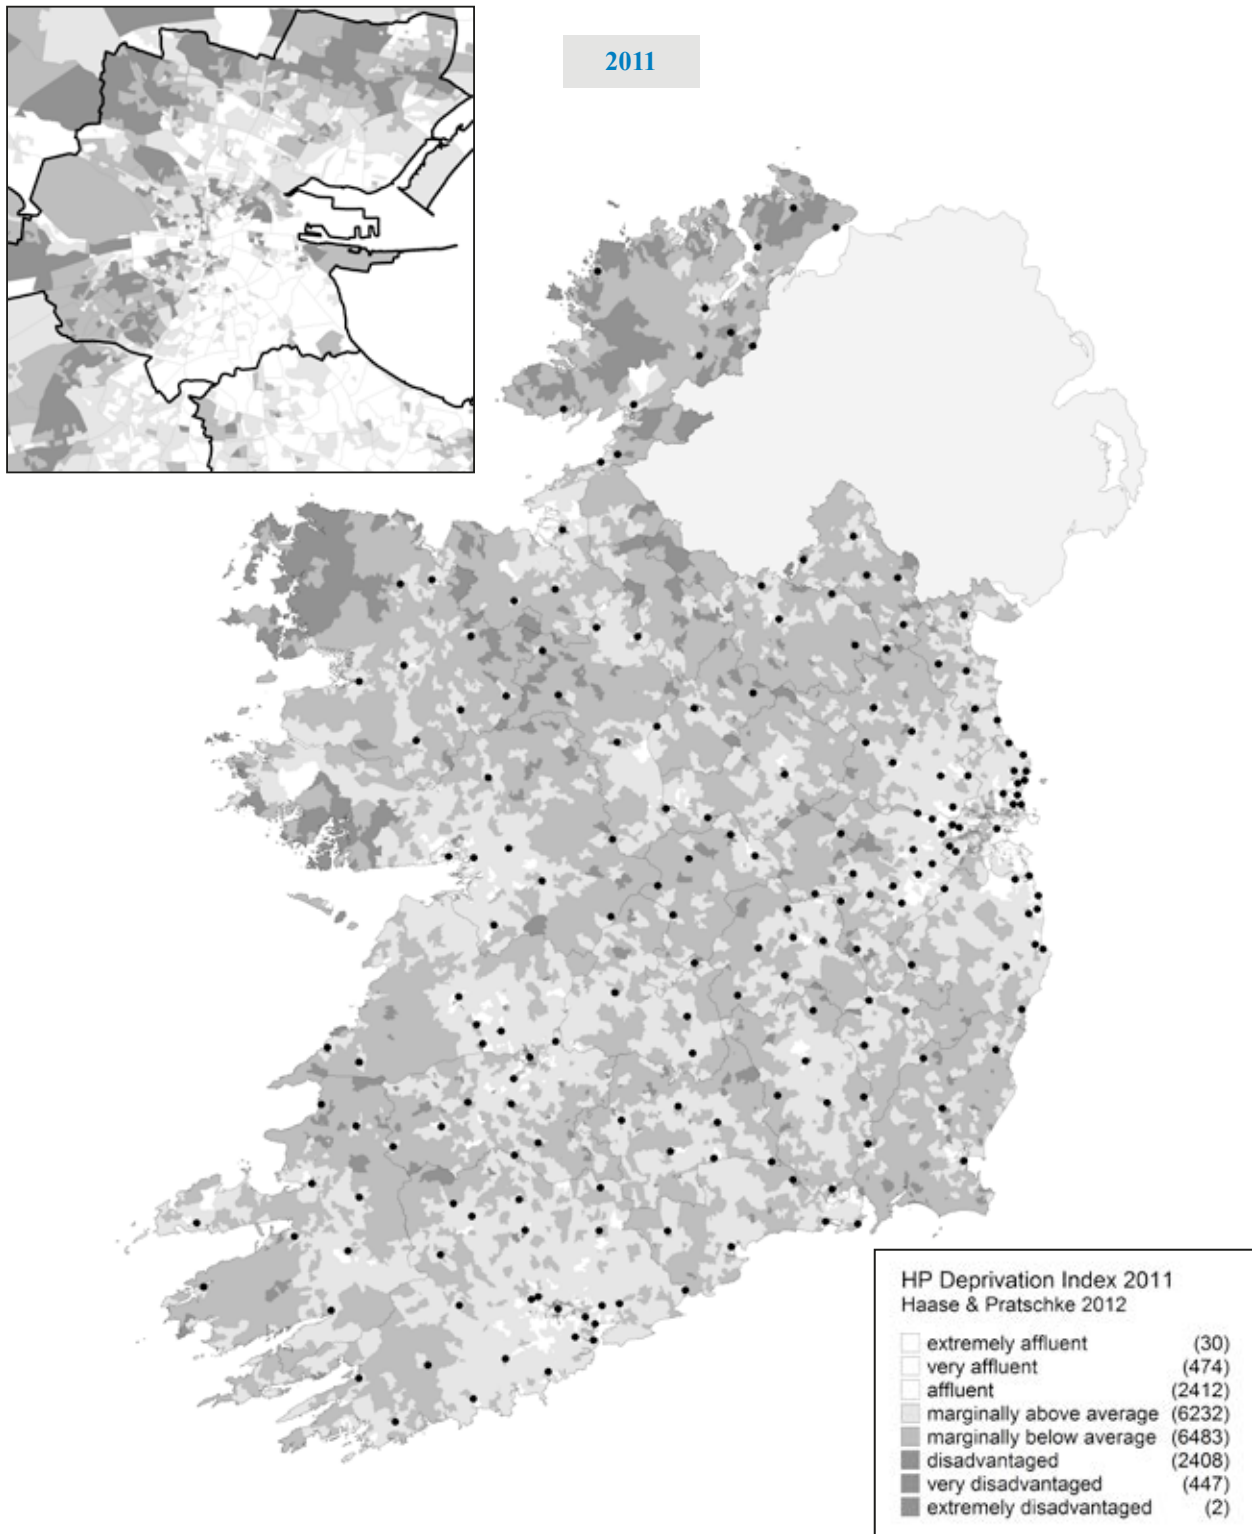 2011
HP Deprivation Index 2011
Haase & Pratschke 2012
extremely affluent (30)
very affluent (474)
affluent (2412)
marginally above average (6232)
marginally below average (6483)
disadvantaged (2408)
very disadvantaged (447)
extremely disadvantaged (2)